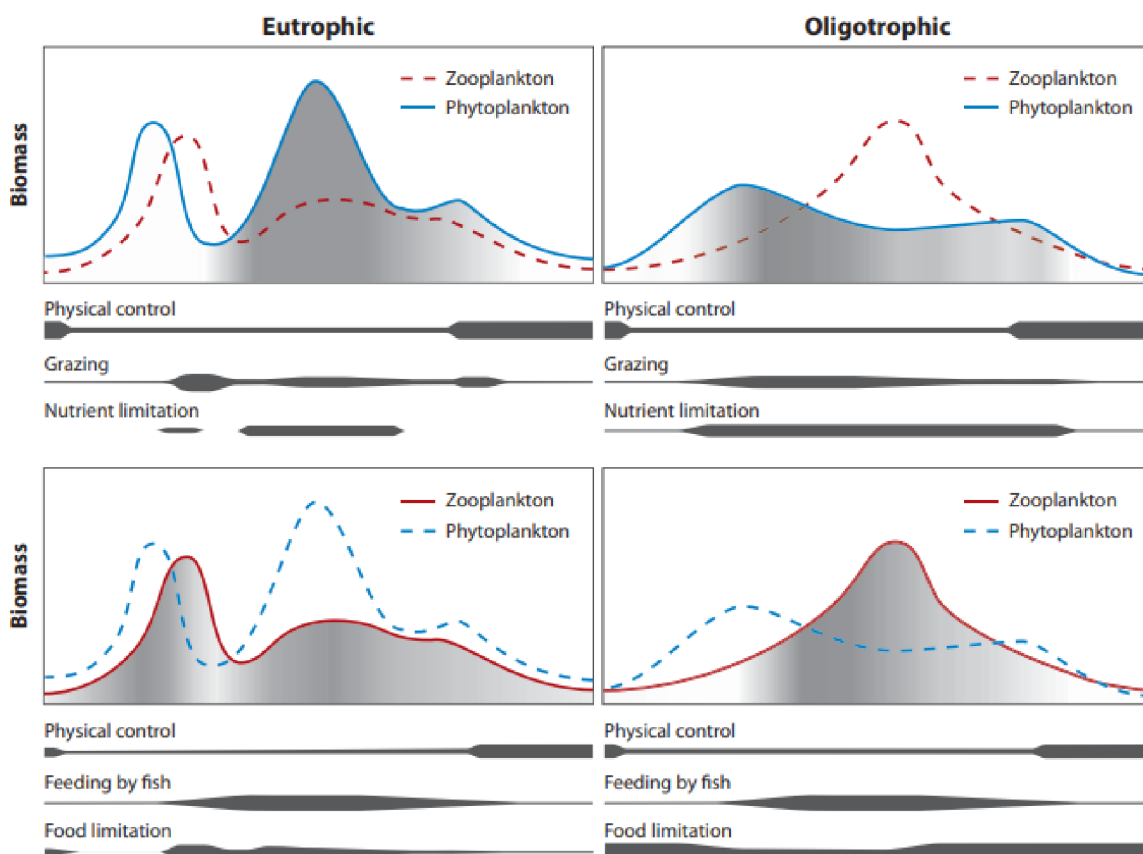 Eutrophic
Oligotrophic
Biomass
Zooplankton
Phytoplankton
Zooplankton
Phytoplankton
Physical control
Physical control
Grazing
Grazing
Nutrient limitation
Nutrient limitation
Biomass
Zooplankton
Phytoplankton
Zooplankton
Phytoplankton
Physical control
Physical control
Feeding by fish
Feeding by fish
Food limitation
Food limitation